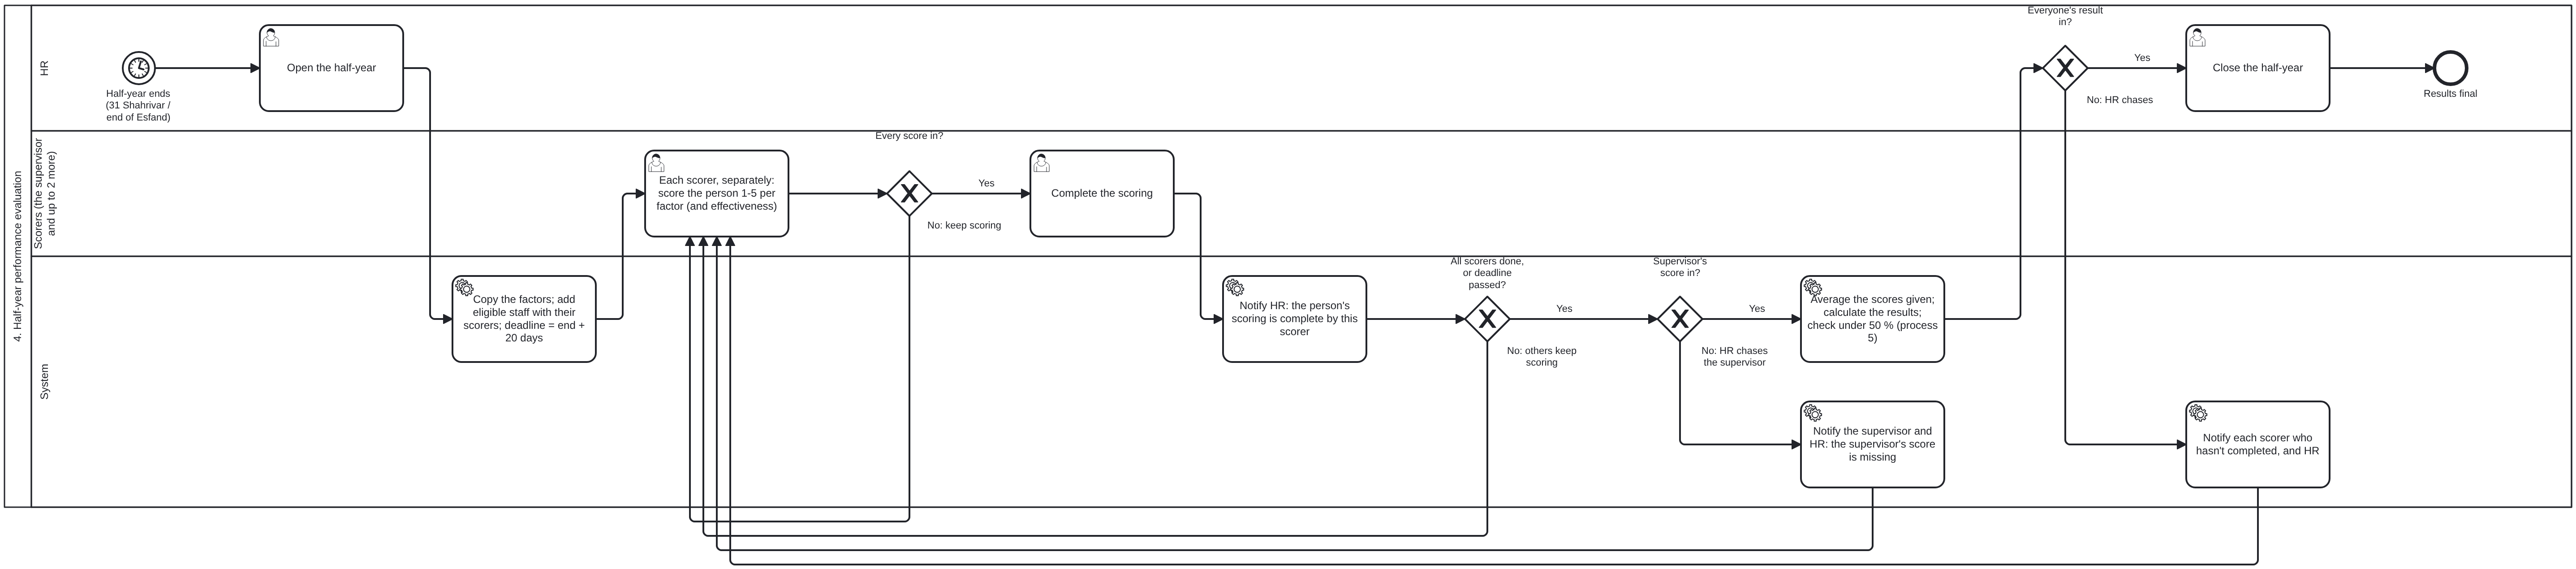 4. Half-year performance evaluation
HR
Half-year ends
(31 Shahrivar /
end of Esfand)
Open the half-year
Everyone's result
in?
Yes
No: HR chases
Close the half-year
Results final
Scorers (the supervisor
and up to 2 more)
Each scorer, separately:
score the person 1-5 per
factor (and effectiveness)
Every score in?
Yes
No: keep scoring
Complete the scoring
System
Copy the factors; add
eligible staff with their
scorers; deadline = end +
20 days
Notify HR: the person's
scoring is complete by this
scorer
All scorers done,
or deadline
passed?
Yes
No: others keep
scoring
Supervisor's
score in?
Yes
No: HR chases
the supervisor
Average the scores given;
calculate the results;
check under 50 % (process
5)
Notify the supervisor and
HR: the supervisor's score
is missing
Notify each scorer who
hasn't completed, and HR